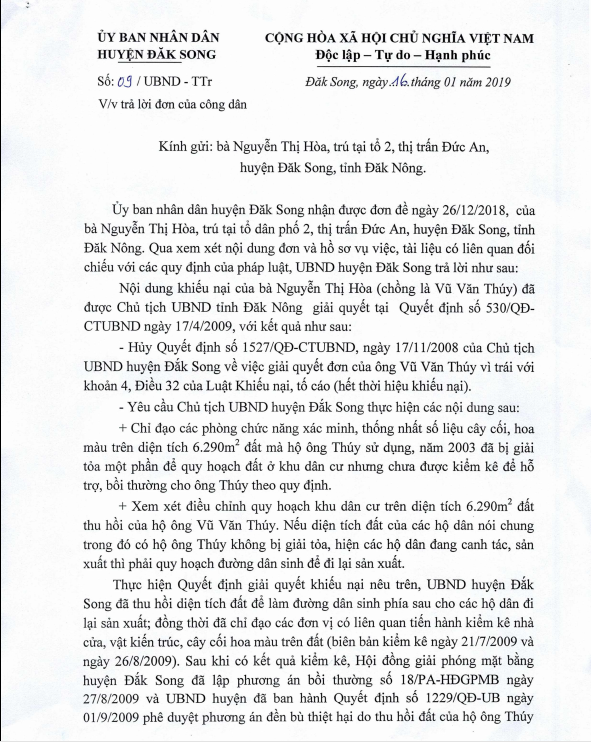 ỦY BAN NHÂN DÂN
HUYỆN ĐĂK SONG
CỘNG HÒA XÃ HỘI CHỦ NGHĨA VIỆT NAM
Độc lập – Tự do – Hạnh phúc
Số: 09 / UBND - TTr
Đăk Song, ngày 16 tháng 01 năm 2019
V/v trả lời đơn của công dân
Kính gửi: bà Nguyễn Thị Hòa, trú tại tổ 2, thị trấn Đức An,
huyện Đăk Song, tỉnh Đăk Nông.
Ủy ban nhân dân huyện Đăk Song nhận được đơn đề ngày 26/12/2018, của
bà Nguyễn Thị Hòa, trú tại tổ dân phố 2, thị trấn Đức An, huyện Đăk Song, tỉnh
Đăk Nông. Qua xem xét nội dung đơn và hồ sơ vụ việc, tài liệu có liên quan đối
chiếu với các quy định của pháp luật, UBND huyện Đăk Song trả lời như sau:
Nội dung khiếu nại của bà Nguyễn Thị Hòa (chồng là Vũ Văn Thúy) đã
được Chủ tịch UBND tỉnh Đăk Nông giải quyết tại Quyết định số 530/QĐ-
CTUBND ngày 17/4/2009, với kết quả như sau:
- Hủy Quyết định số 1527/QĐ-CTUBND, ngày 17/11/2008 của Chủ tịch
UBND huyện Đăk Song về việc giải quyết đơn của ông Vũ Văn Thúy vì trái với
khoản 4, Điều 32 của Luật Khiếu nại, tố cáo (hết thời hiệu khiếu nại).
- Yêu cầu Chủ tịch UBND huyện Đăk Song thực hiện các nội dung sau:
+ Chỉ đạo các phòng chức năng xác minh, thống nhất số liệu cây cối, hoa
màu trên diện tích 6.290m² đất mà hộ ông Thúy sử dụng, năm 2003 đã bị giải
tỏa một phần để quy hoạch đất ở khu dân cư nhưng chưa được kiểm kê để hỗ
trợ, bồi thường cho ông Thúy theo quy định.
+ Xem xét điều chỉnh quy hoạch khu dân cư trên diện tích 6.290m² đất
thu hồi của hộ ông Vũ Văn Thúy. Nếu diện tích đất của các hộ dân nói chung
trong đó có hộ ông Thúy không bị giải tỏa, hiện các hộ dân đang canh tác, sản
xuất thì phải quy hoạch đường dân sinh để đi lại sản xuất.
Thực hiện Quyết định giải quyết khiếu nại nêu trên, UBND huyện Đăk
Song đã thu hồi diện tích đất để làm đường dân sinh phía sau cho các hộ dân đi
lại sản xuất; đồng thời đã chỉ đạo các đơn vị có liên quan tiến hành kiểm kê nhà
cửa, vật kiến trúc, cây cối hoa màu trên đất (biên bản kiểm kê ngày 21/7/2009 và
ngày 26/8/2009). Sau khi có kết quả kiểm kê, Hội đồng giải phóng mặt bằng
huyện Đăk Song đã lập phương án bồi thường số 18/PA-HĐGPMB ngày
27/8/2009 và UBND huyện đã ban hành Quyết định số 1229/QĐ-UB ngày
01/9/2009 phê duyệt phương án đền bù thiệt hại do thu hồi đất của hộ ông Thúy